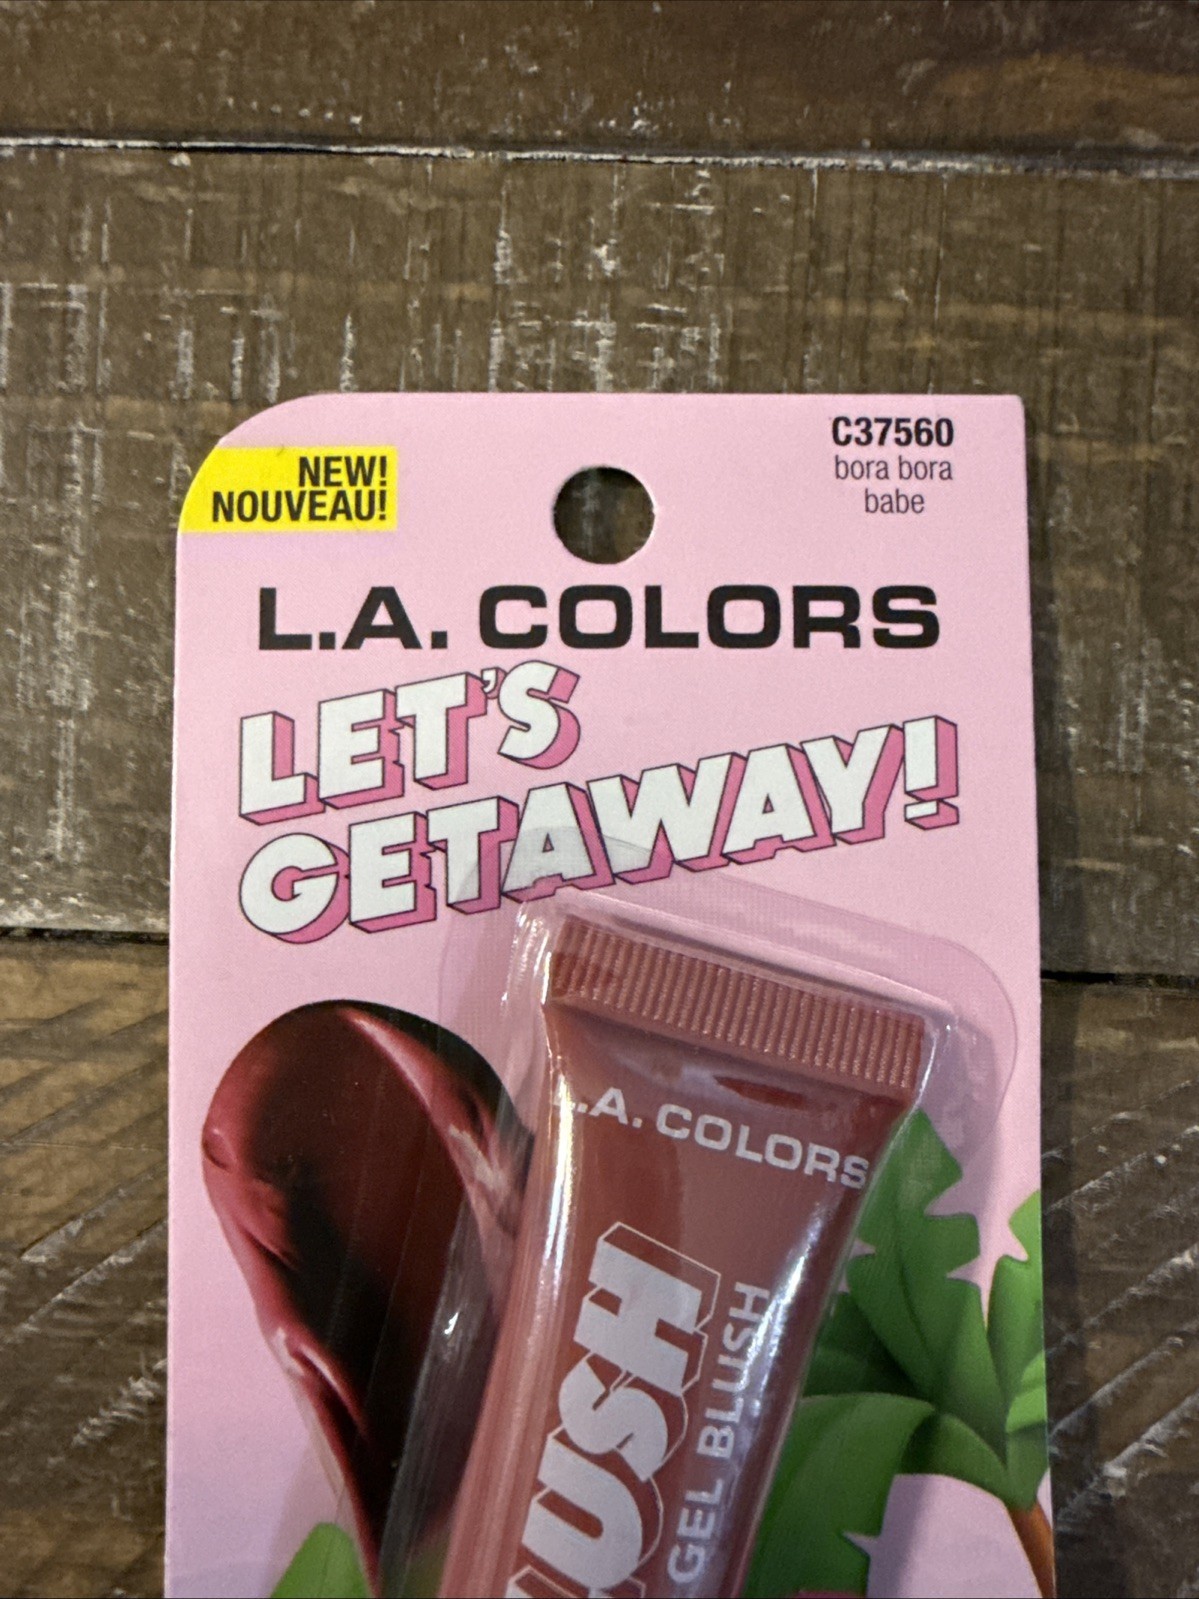 NEW!
NOUVEAU!
C37560
bora bora
babe
L.A. COLORS
LET'S
GETAWAY!
L.A. COLORS
GEL BLUSH